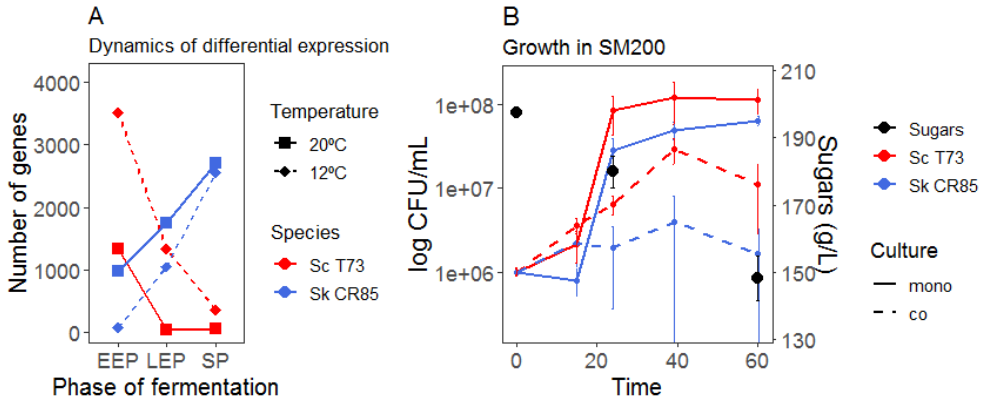 A
Dynamics of differential expression
Number of genes
4000
3000
2000
1000
0
EEP LEP SP
Phase of fermentation
Temperature
20ºC
12ºC
Species
Sc T73
Sk CR85
B
Growth in SM200
log CFU/mL
1e+08
1e+07
1e+06
0 20 40 60
Time
210
190
170
150
130
Sugars (g/L)
Sugars
Sc T73
Sk CR85
Culture
mono
co